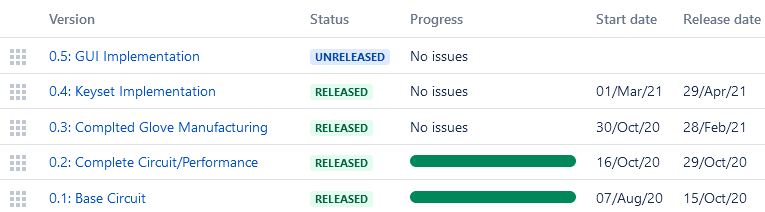 Version Status Progress Start date Release date
0.5: GUI Implementation UNRELEASED No issues
0.4: Keyset Implementation RELEASED No issues 01/Mar/21 29/Apr/21
0.3: Complted Glove Manufacturing RELEASED No issues 30/Oct/20 28/Feb/21
0.2: Complete Circuit/Performance RELEASED 16/Oct/20 29/Oct/20
0.1: Base Circuit RELEASED 07/Aug/20 15/Oct/20